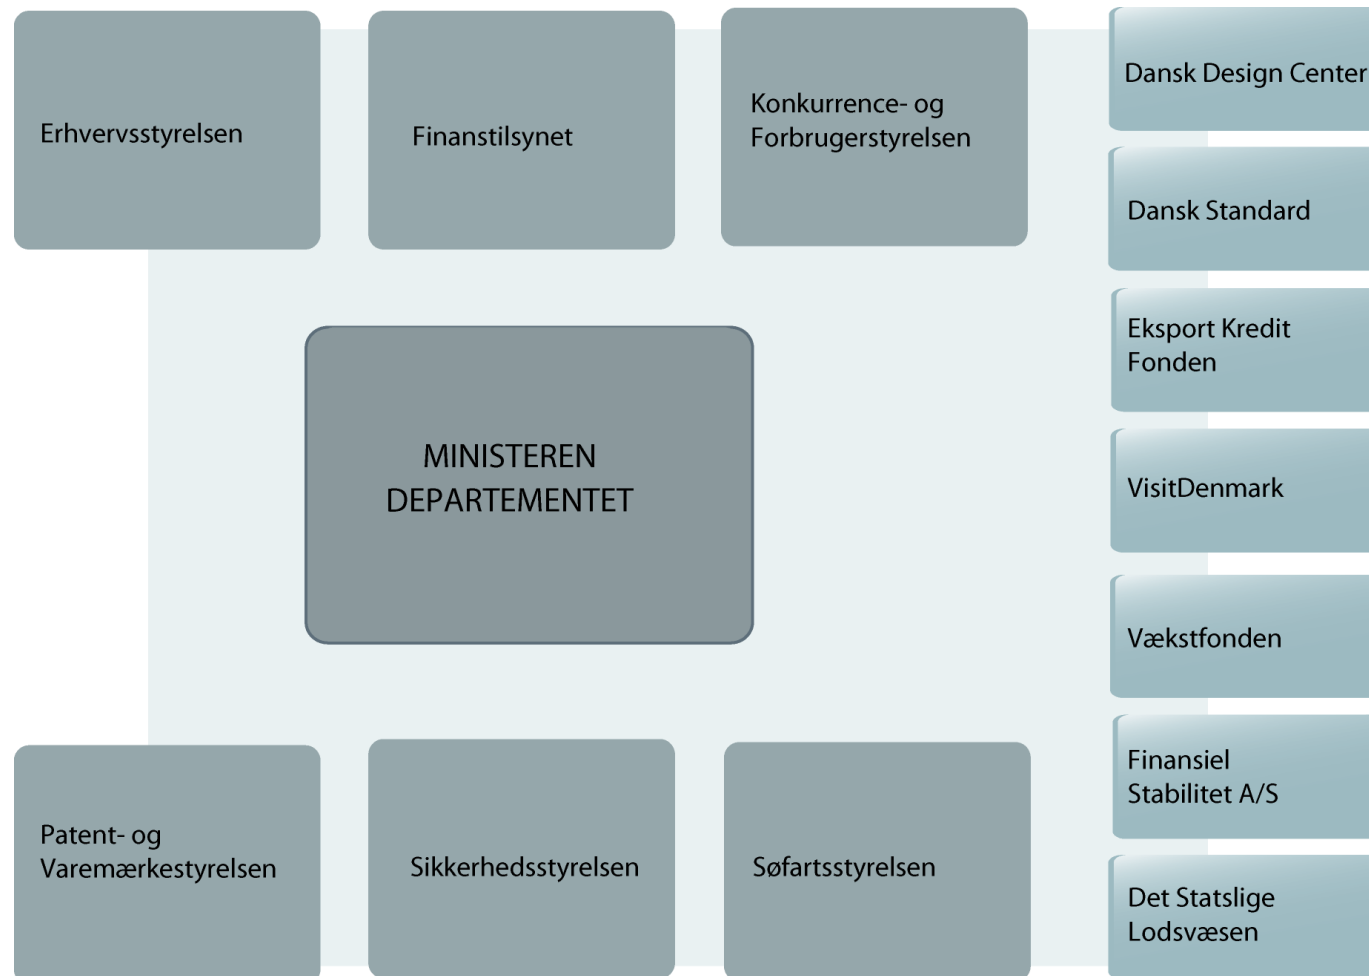 Erhvervsstyrelsen
Finanstilsynet
Konkurrence- og
Forbrugerstyrelsen
MINISTEREN
DEPARTEMENTET
Patent- og
Varemærkestyrelsen
Sikkerhedsstyrelsen
Søfartsstyrelsen
Dansk Design Center
Dansk Standard
Eksport Kredit
Fonden
VisitDenmark
Vækstfonden
Finansiel
Stabilitet A/S
Det Statslige
Lodsvæsen